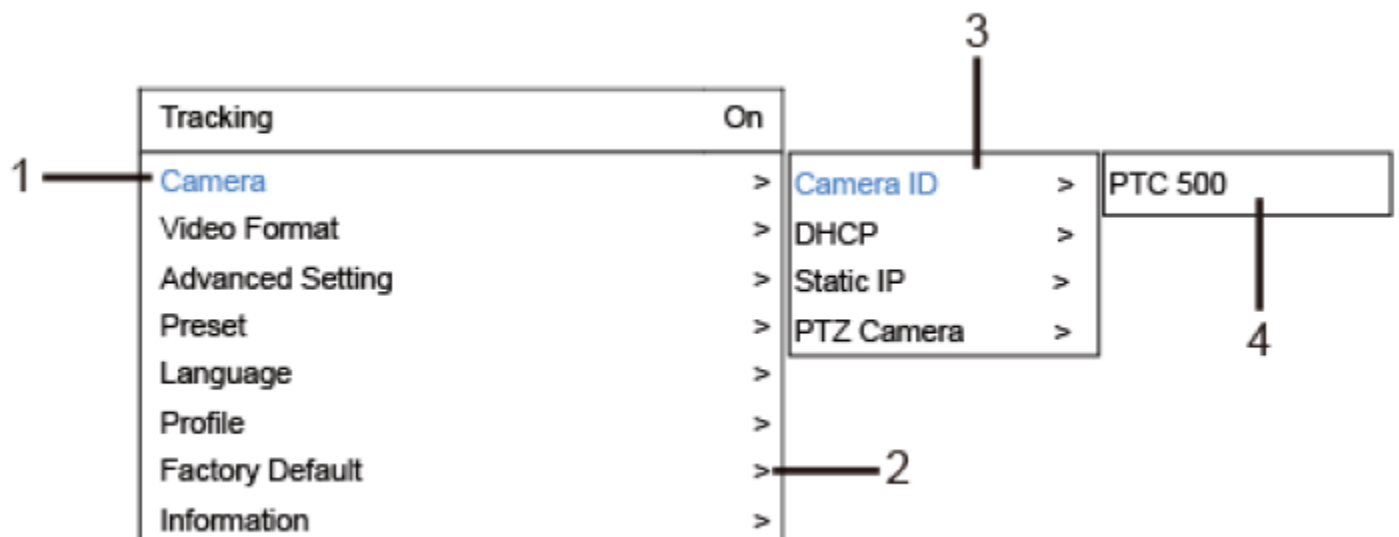 3
Tracking On
1 Camera > Camera ID > PTC 500
Video Format > DHCP >
Advanced Setting > Static IP >
Preset > PTZ Camera > 4
Language >
Profile >
Factory Default > 2
Information >